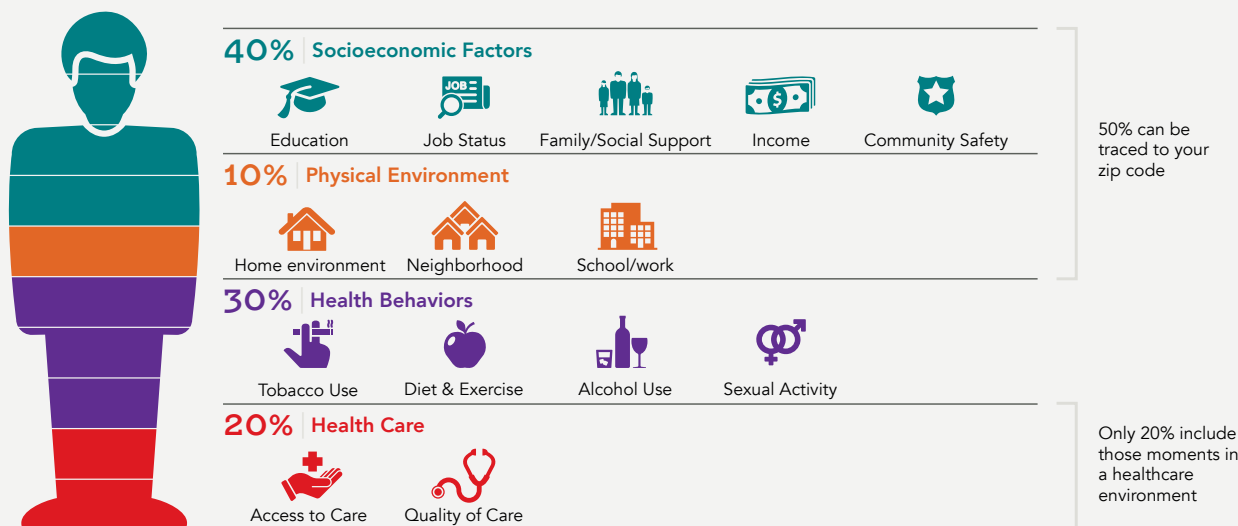 40% Socioeconomic Factors
JOB
$
Education Job Status Family/Social Support Income Community Safety
50% can be
traced to your
zip code
10% Physical Environment
Home environment Neighborhood School/work
30% Health Behaviors
Tobacco Use Diet & Exercise Alcohol Use Sexual Activity
20% Health Care
Access to Care Quality of Care
Only 20% include
those moments in
a healthcare
environment